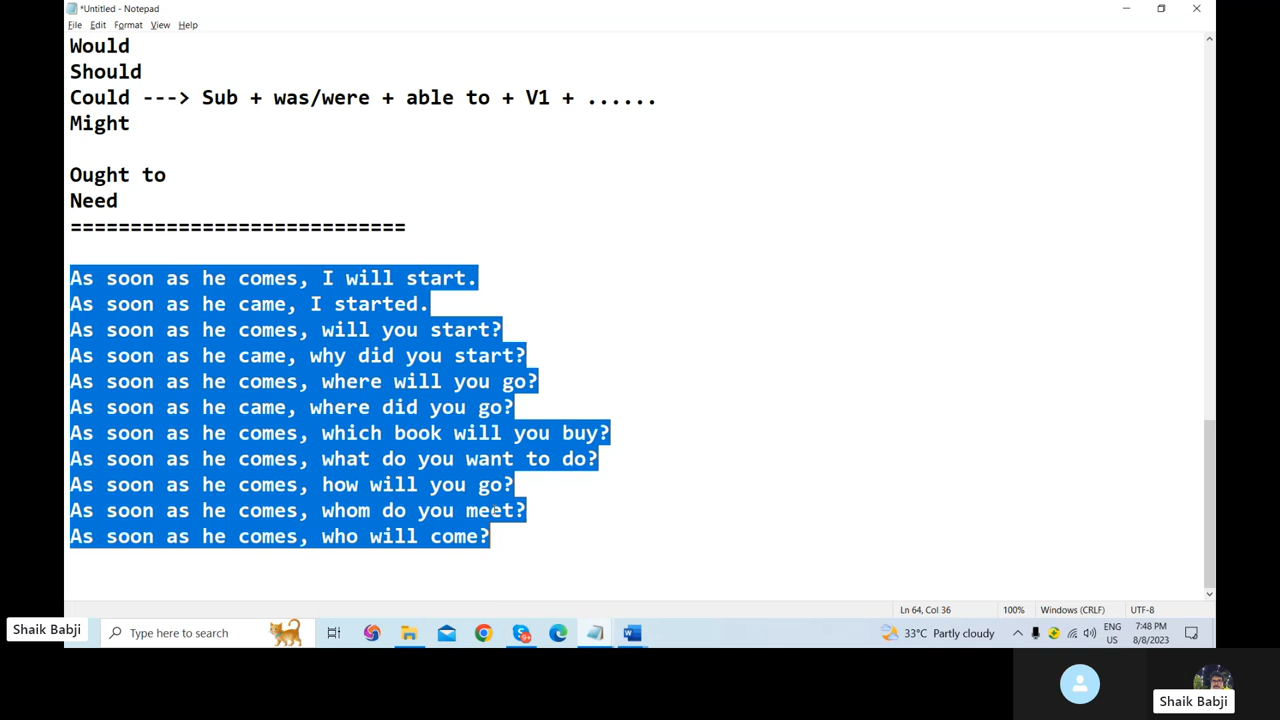 *Untitled - Notepad
File Edit Format View Help
Would
Should
Could ---> Sub + was/were + able to + V1 + ......
Might
Ought to
Need
============================
As soon as he comes, I will start.
As soon as he came, I started.
As soon as he comes, will you start?
As soon as he came, why did you start?
As soon as he comes, where will you go?
As soon as he came, where did you go?
As soon as he comes, which book will you buy?
As soon as he comes, what do you want to do?
As soon as he comes, how will you go?
As soon as he comes, whom do you meet?
As soon as he comes, who will come?
Ln 64, Col 36 100% Windows (CRLF) UTF-8
Shaik Babji
Type here to search
33°C Partly cloudy
ENG
US
7:48 PM
8/8/2023
Shaik Babji